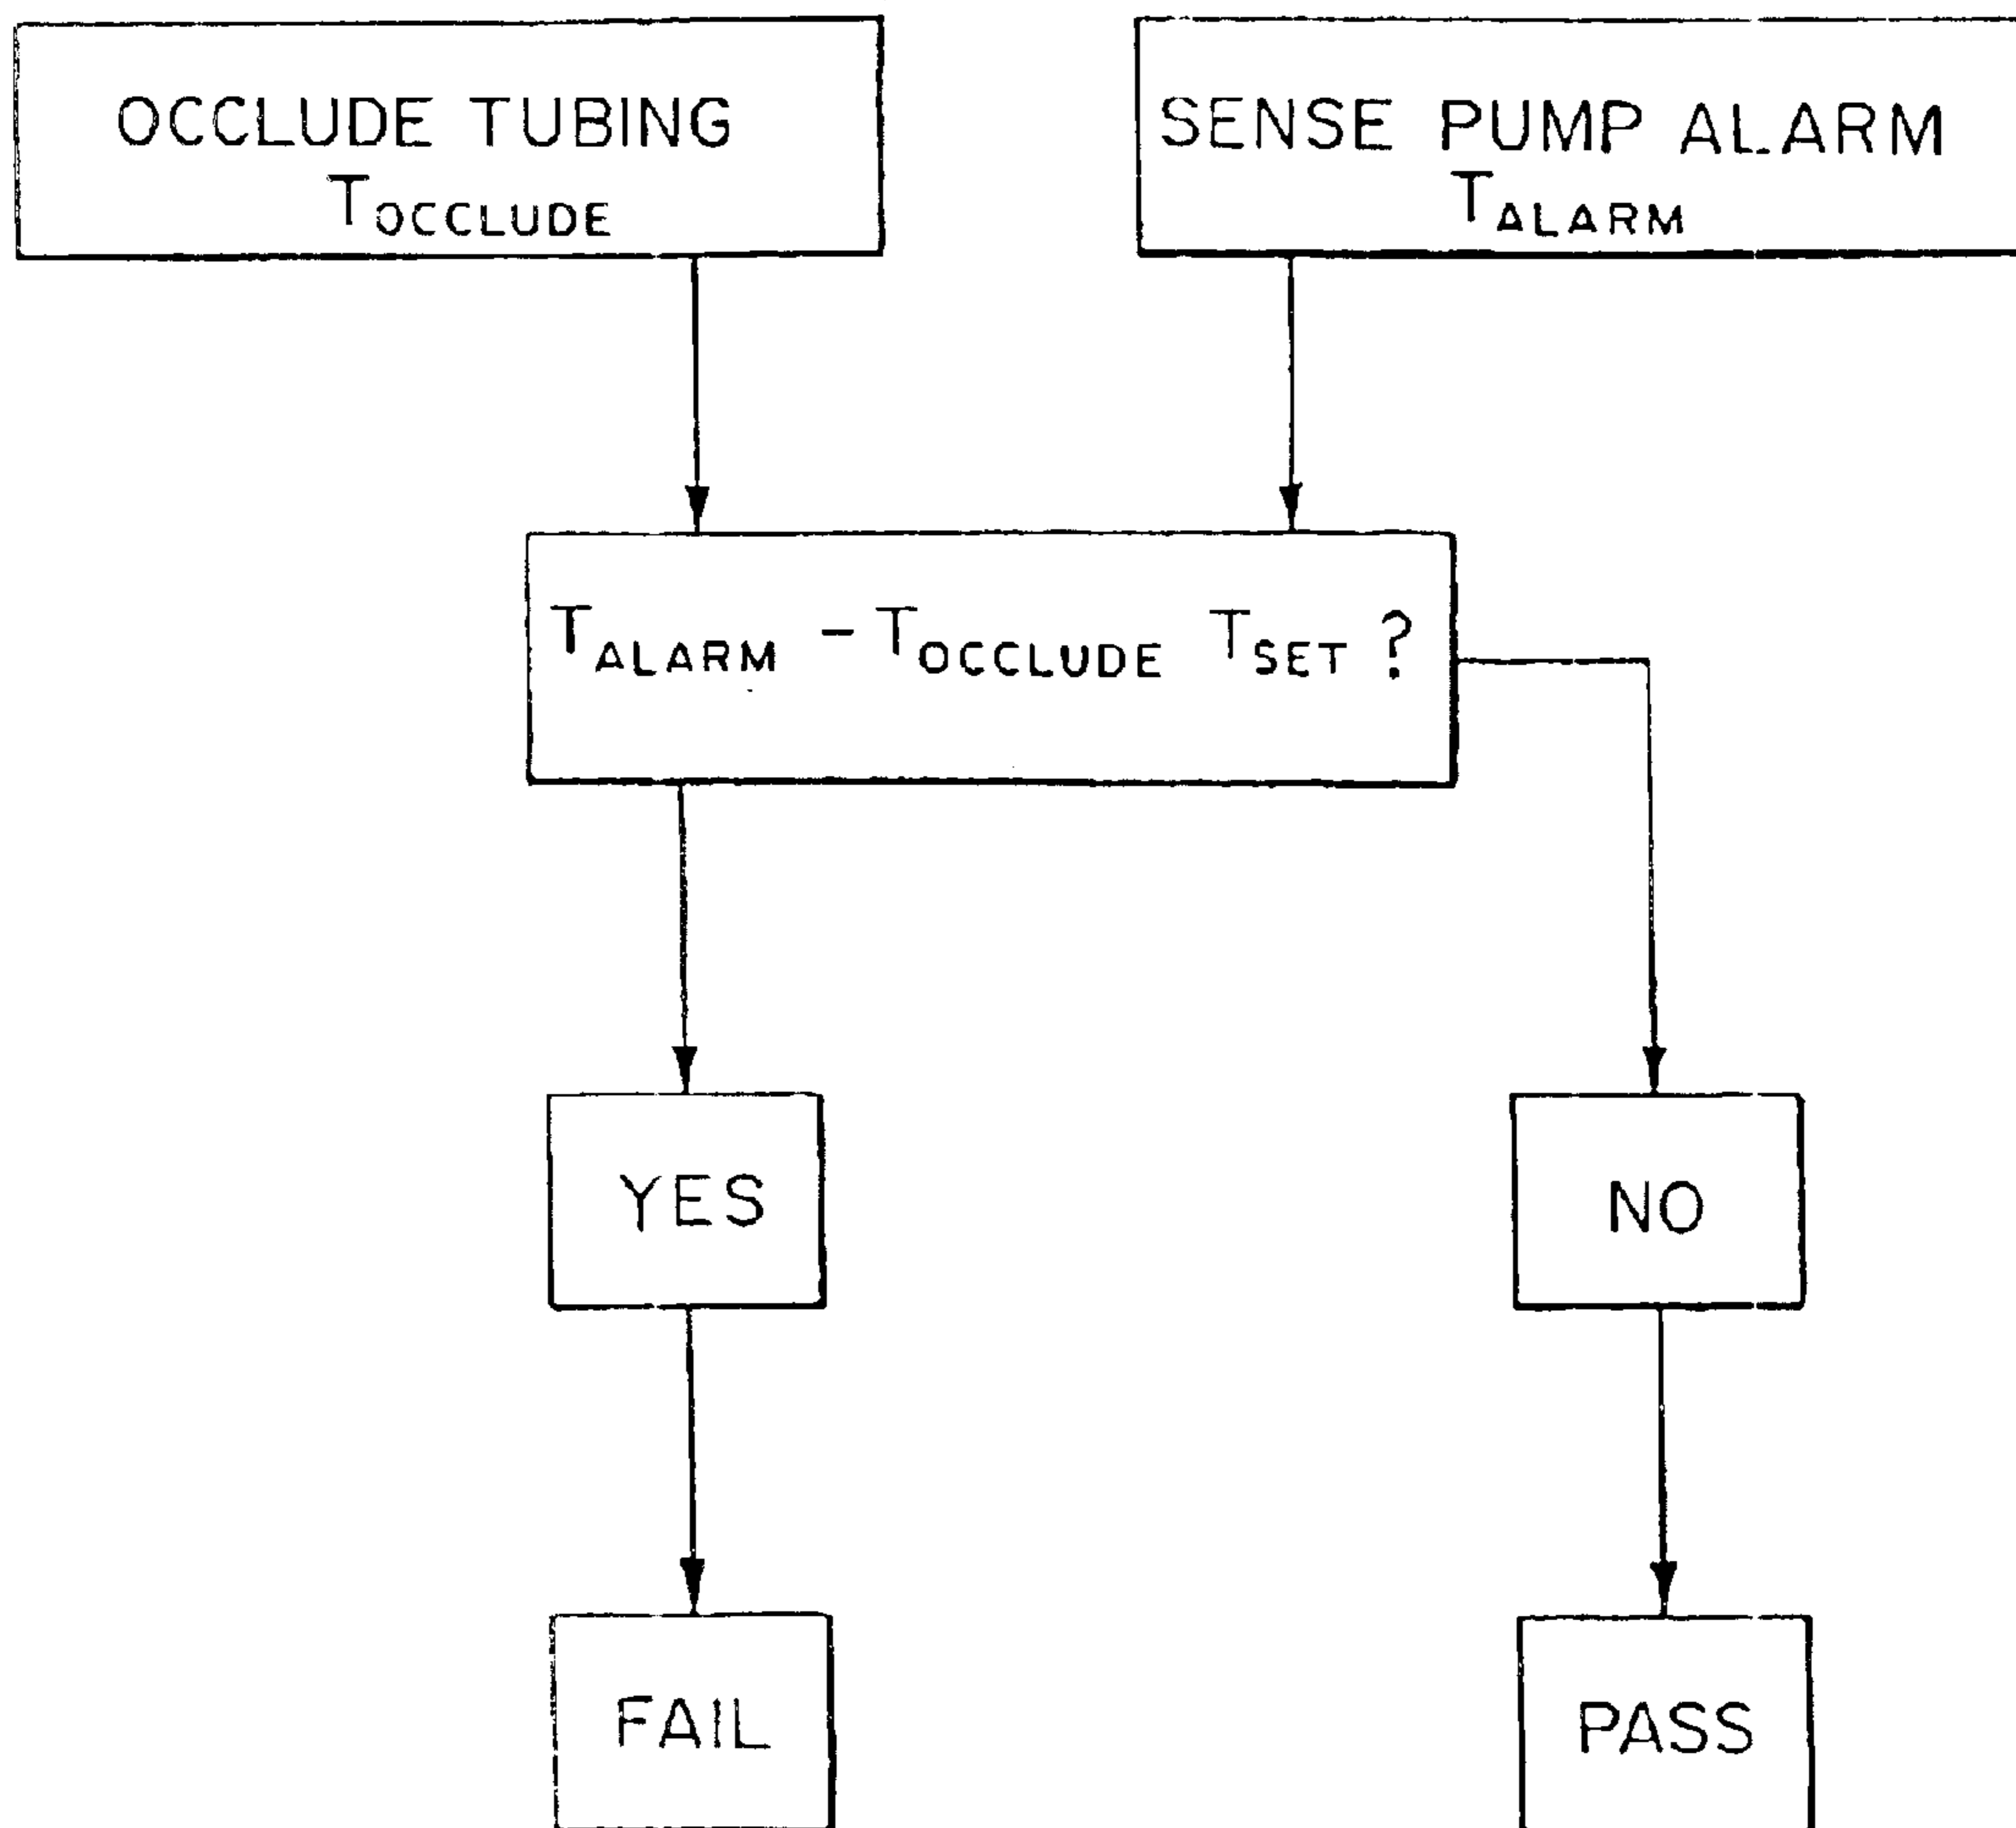 OCCLUDE TUBING
TOCCLUDE
SENSE PUMP ALARM
TALARM
TALARM - TOCCLUDE TSET ?
YES
NO
FAIL
PASS